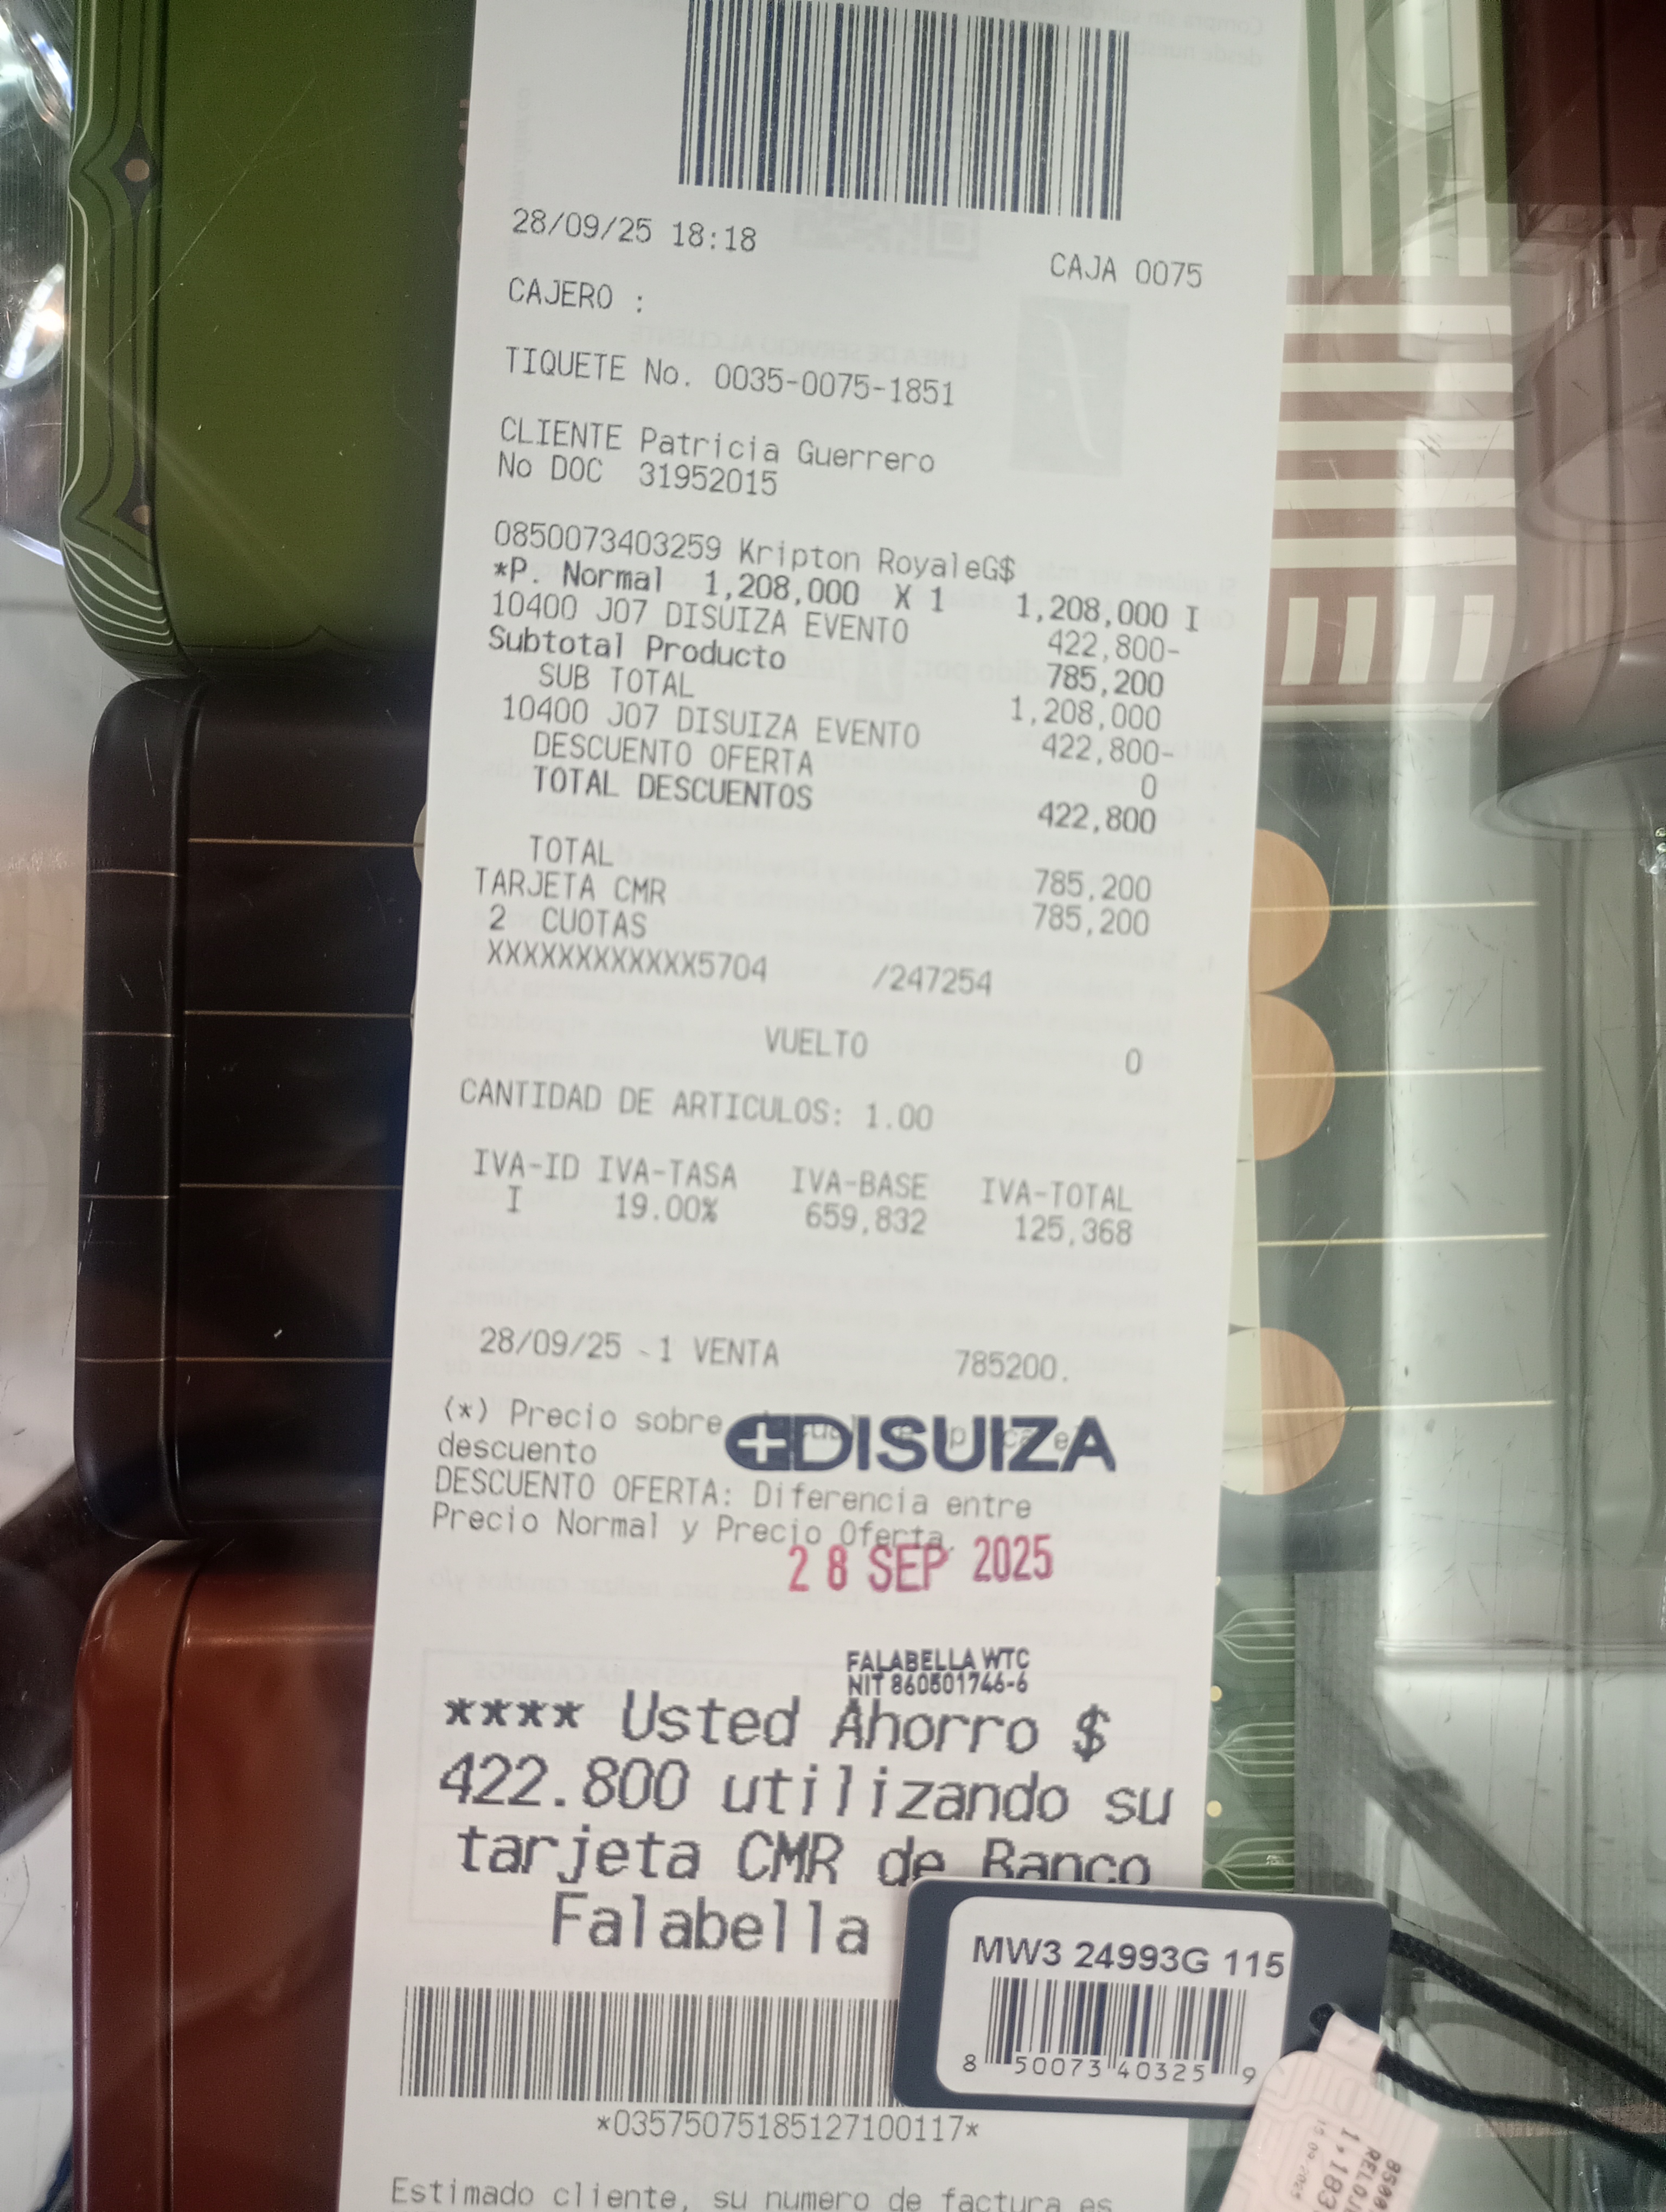 28/09/25 18:18 CAJA 0075
CAJERO :
TIQUETE No. 0035-0075-1851
CLIENTE Patricia Guerrero
No DOC 31952015
0850073403259 Kripton RoyaleG$
*P. Normal 1,208,000 X 1 1,208,000 I
10400 J07 DISUIZA EVENTO 422,800-
Subtotal Producto 785,200
SUB TOTAL 1,208,000
10400 J07 DISUIZA EVENTO 422,800-
DESCUENTO OFERTA 0
TOTAL DESCUENTOS 422,800
TOTAL 785,200
TARJETA CMR 785,200
2 CUOTAS
XXXXXXXXXXXX5704 /247254
VUELTO 0
CANTIDAD DE ARTICULOS: 1.00
IVA-ID IVA-TASA IVA-BASE IVA-TOTAL
I 19.00% 659,832 125,368
28/09/25 -1 VENTA 785200.
(*) Precio sobre
DISUIZA
descuento
DESCUENTO OFERTA: Diferencia entre
Precio Normal y Precio Oferta.
28 SEP 2025
FALABELLA WTC
NIT 860501746-6
**** Usted Ahorro $
422.800 utilizando su
tarjeta CMR de Banco
Falabella
MW3 24993G 115
8 50073 40325 9
*03575075185127100117*
Estimado cliente, su numero de factura es